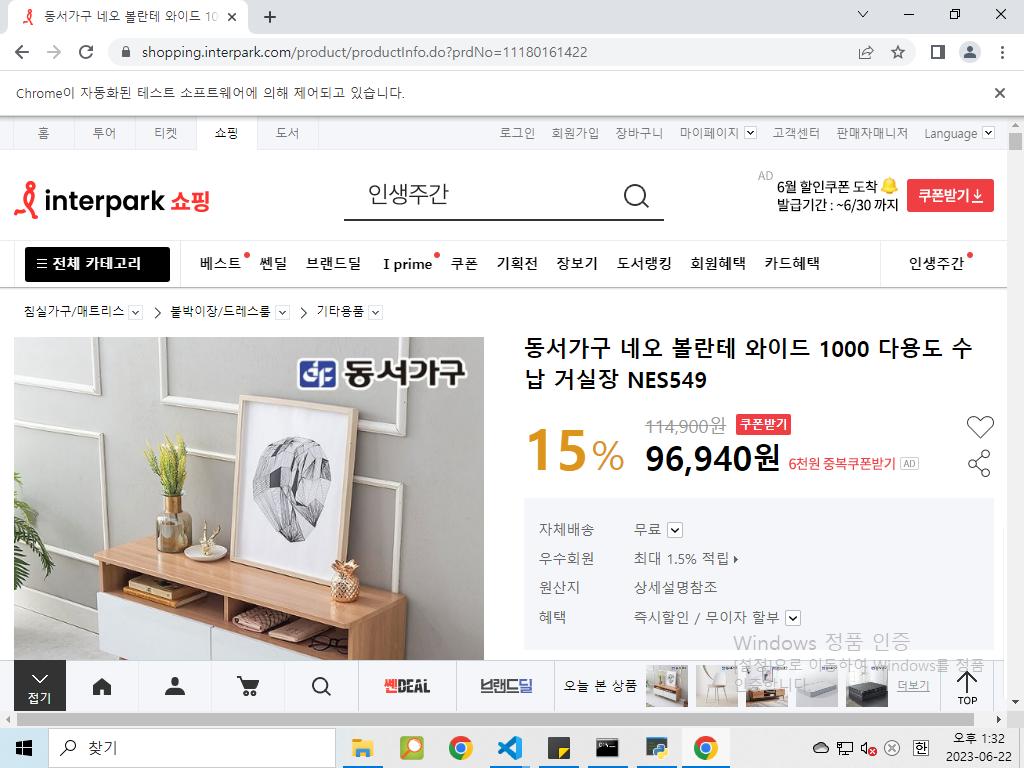 동서가구 네오 볼란테 와이드 10
shopping.interpark.com/product/productInfo.do?prdNo=11180161422
Chrome이 자동화된 테스트 소프트웨어에 의해 제어되고 있습니다.
홈 투어 티켓 쇼핑 도서 로그인 회원가입 장바구니 마이페이지 고객센터 판매자매니저 Language
interpark 쇼핑
인생주간
AD
6월 할인쿠폰 도착
발급기간 : ~6/30 까지
쿠폰받기
전체 카테고리 베스트 쎈딜 브랜드딜 I prime 쿠폰 기획전 장보기 도서랭킹 회원혜택 카드혜택 인생주간
침실가구/매트리스 붙박이장/드레스룸 기타용품
동서가구
동서가구 네오 볼란테 와이드 1000 다용도 수
납 거실장 NES549
15%
114,900원 쿠폰받기
96,940원 6천원 중복쿠폰받기 AD
자체배송 무료
우수회원 최대 1.5% 적립
원산지 상세설명참조
혜택 즉시할인 / 무이자 할부
Windows 정품 인증
[설정]으로 이동하여 Windows를 정품
인증합니다.
접기
쎈DEAL
브랜드딜
오늘 본 상품
더보기
TOP
찾기
한
오후 1:32
2023-06-22